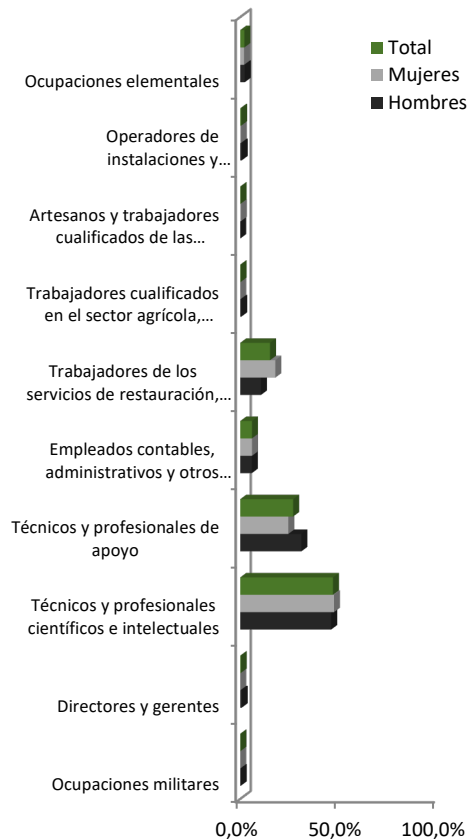 Total
Mujeres
Hombres
Ocupaciones elementales
Operadores de
instalaciones y...
Artesanos y trabajadores
cualificados de las...
Trabajadores cualificados
en el sector agrícola,...
Trabajadores de los
servicios de restauración,...
Empleados contables,
administrativos y otros...
Técnicos y profesionales de
apoyo
Técnicos y profesionales
científicos e intelectuales
Directores y gerentes
Ocupaciones militares
0,0% 50,0% 100,0%